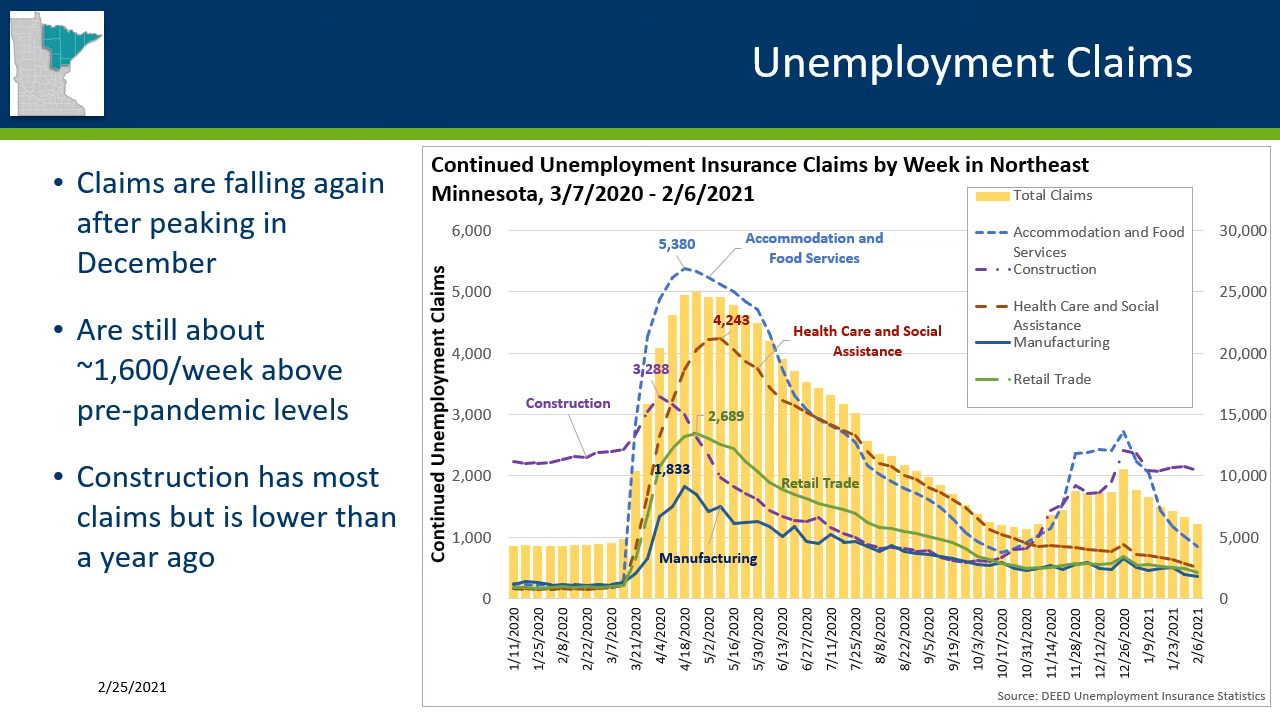 Unemployment Claims
• Claims are falling again
after peaking in
December
• Are still about
~1,600/week above
pre-pandemic levels
• Construction has most
claims but is lower than
a year ago
2/25/2021
Continued Unemployment Insurance Claims by Week in Northeast
Minnesota, 3/7/2020 - 2/6/2021
Total Claims
Accommodation and Food
Services
Construction
Health Care and Social
Assistance
Manufacturing
Retail Trade
Continued Unemployment Claims
6,000
5,000
4,000
3,000
2,000
1,000
0
30,000
25,000
20,000
15,000
10,000
5,000
0
5,380
Accommodation and
Food Services
4,243
Health Care and Social
Assistance
3,288
Construction
2,689
1,833
Retail Trade
Manufacturing
1/11/2020
1/25/2020
2/8/2020
2/22/2020
3/7/2020
3/21/2020
4/4/2020
4/18/2020
5/2/2020
5/16/2020
5/30/2020
6/13/2020
6/27/2020
7/11/2020
7/25/2020
8/8/2020
8/22/2020
9/5/2020
9/19/2020
10/3/2020
10/17/2020
10/31/2020
11/14/2020
11/28/2020
12/12/2020
12/26/2020
1/9/2021
1/23/2021
2/6/2021
Source: DEED Unemployment Insurance Statistics